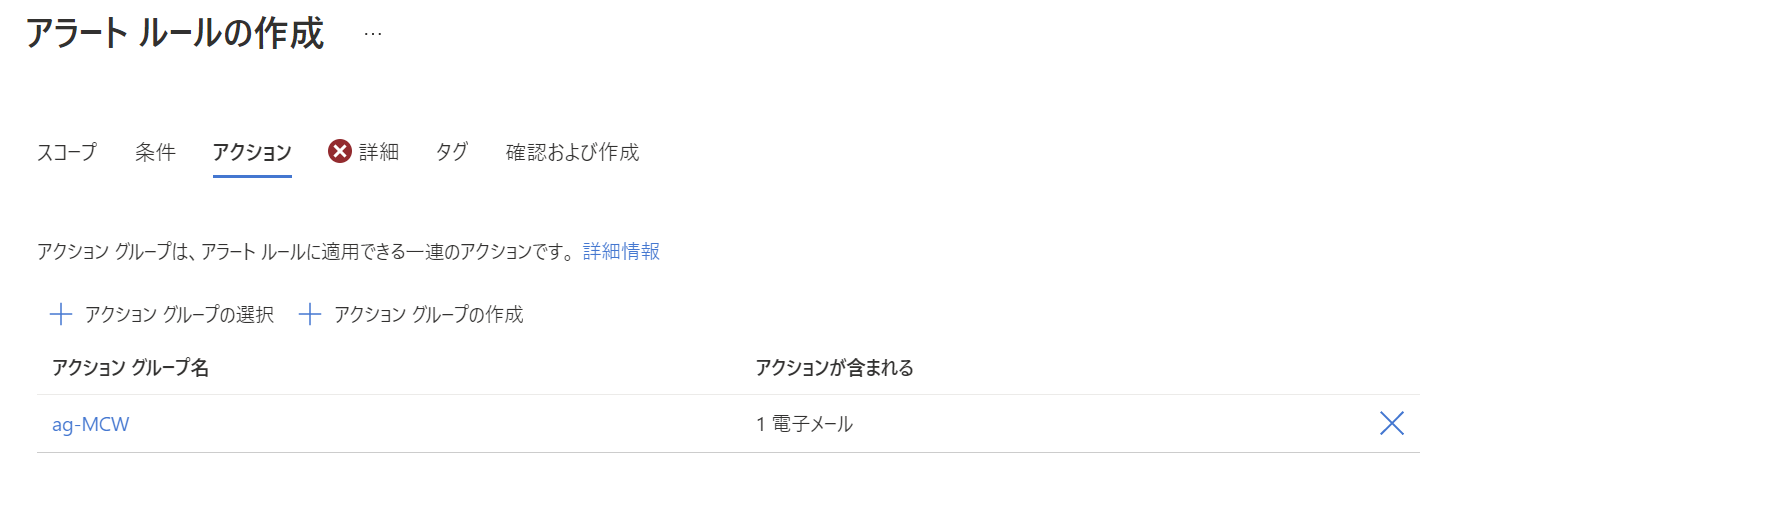 アラート ルールの作成 …
スコープ 条件 アクション 詳細 タグ 確認および作成
アクション グループは、アラート ルールに適用できる一連のアクションです。 詳細情報
アクション グループの選択 アクション グループの作成
アクション グループ名 アクションが含まれる
ag-MCW 1 電子メール